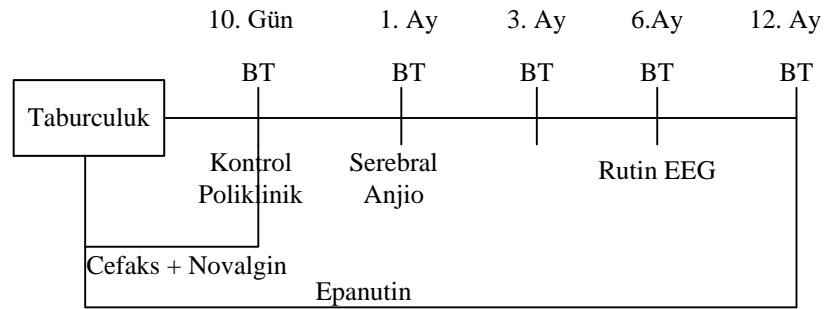 10. Gün 1. Ay 3. Ay 6.Ay 12. Ay
BT BT BT BT BT
Taburculuk
Kontrol
Poliklinik
Serebral
Anjio
Rutin EEG
Cefaks + Novalgin
Epanutin